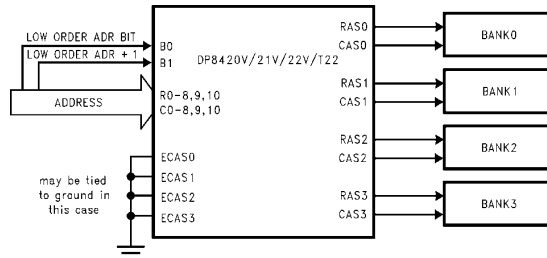 LOW ORDER ADR BIT
LOW ORDER ADR + 1
ADDRESS
B0
B1
DP8420V/21V/22V/T22
R0-8,9,10
C0-8,9,10
ECAS0
ECAS1
ECAS2
ECAS3
may be tied
to ground in
this case
RAS0
CAS0
RAS1
CAS1
RAS2
CAS2
RAS3
CAS3
BANK0
BANK1
BANK2
BANK3